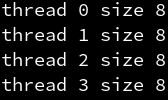 thread 0 size 8
thread 1 size 8
thread 2 size 8
thread 3 size 8